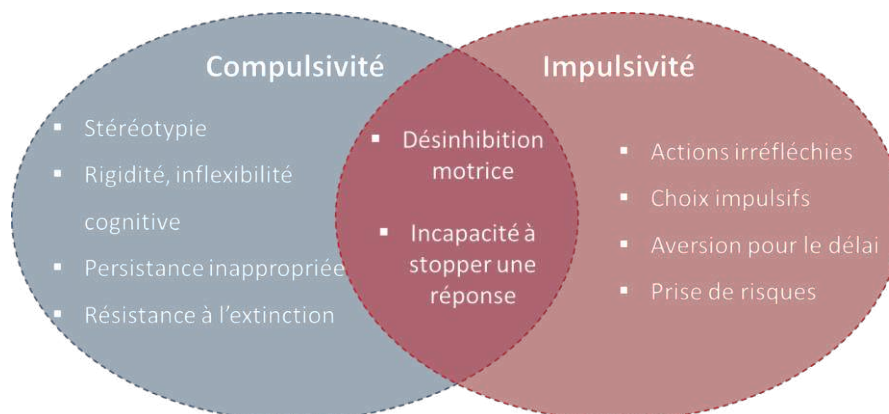 Compulsivité
▪ Stéréotypie
▪ Rigidité, inflexibilité
cognitive
▪ Persistance inappropriée
▪ Résistance à l'extinction
▪ Désinhibition
motrice
▪ Incapacité à
stopper une
réponse
Impulsivité
▪ Actions irréfléchies
▪ Choix impulsifs
▪ Aversion pour le délai
▪ Prise de risques